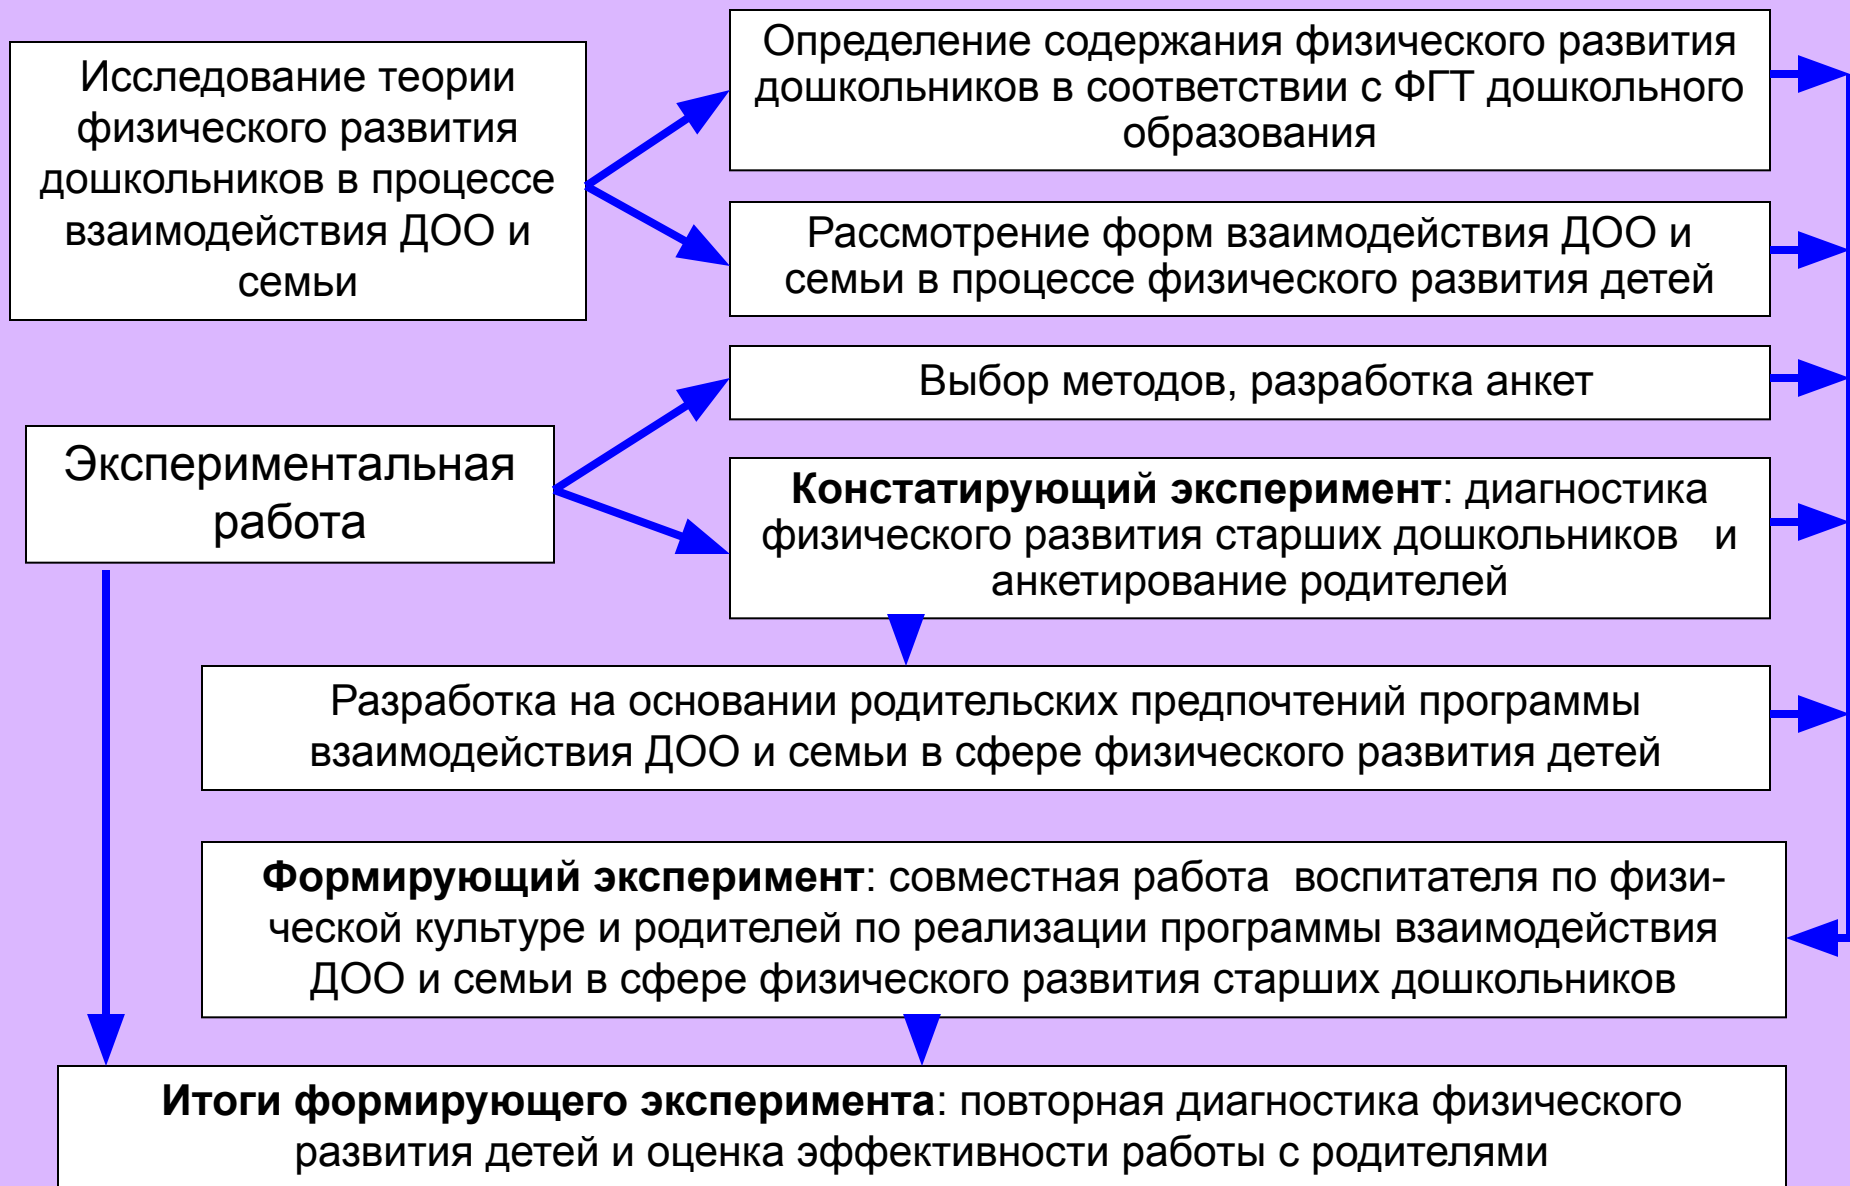 Исследование теории
физического развития
дошкольников в процессе
взаимодействия ДОО и
семьи
Определение содержания физического развития
дошкольников в соответствии с ФГТ дошкольного
образования
Рассмотрение форм взаимодействия ДОО и
семьи в процессе физического развития детей
Экспериментальная
работа
Выбор методов, разработка анкет
Констатирующий эксперимент: диагностика
физического развития старших дошкольников и
анкетирование родителей
Разработка на основании родительских предпочтений программы
взаимодействия ДОО и семьи в сфере физического развития детей
Формирующий эксперимент: совместная работа воспитателя по физи-
ческой культуре и родителей по реализации программы взаимодействия
ДОО и семьи в сфере физического развития старших дошкольников
Итоги формирующего эксперимента: повторная диагностика физического
развития детей и оценка эффективности работы с родителями